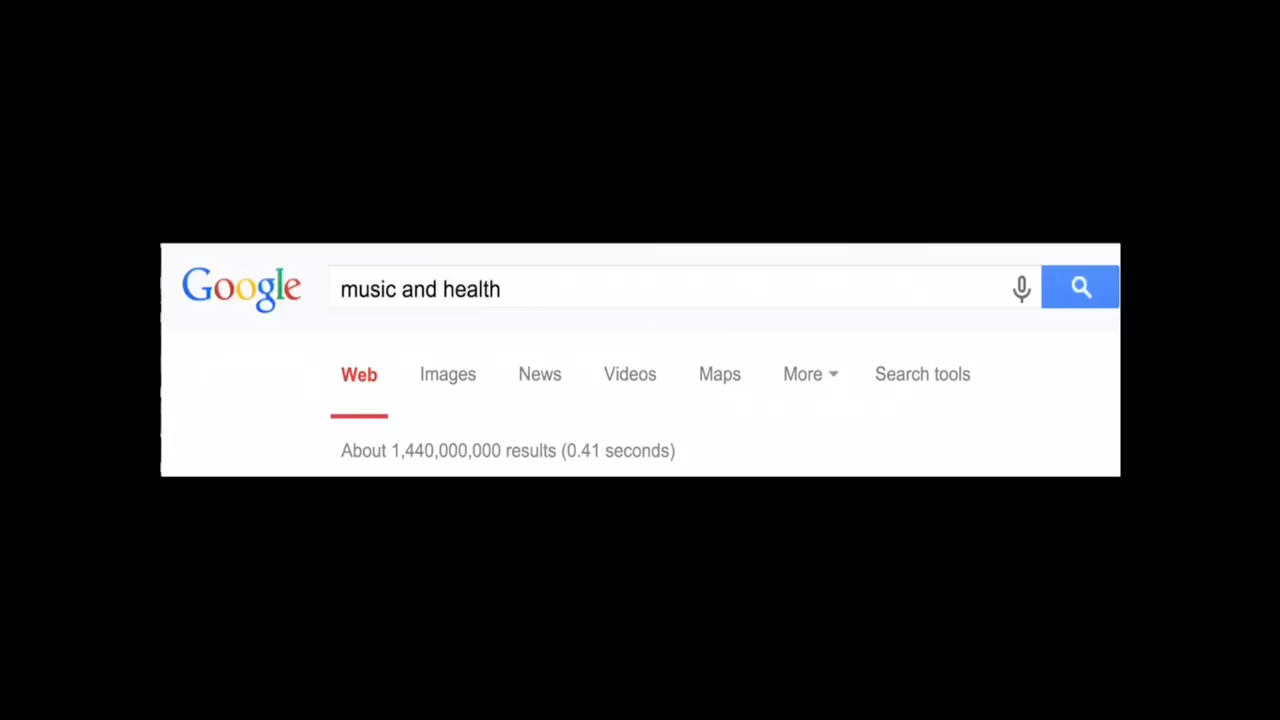 Google music and health
Web Images News Videos Maps More Search tools
About 1,440,000,000 results (0.41 seconds)